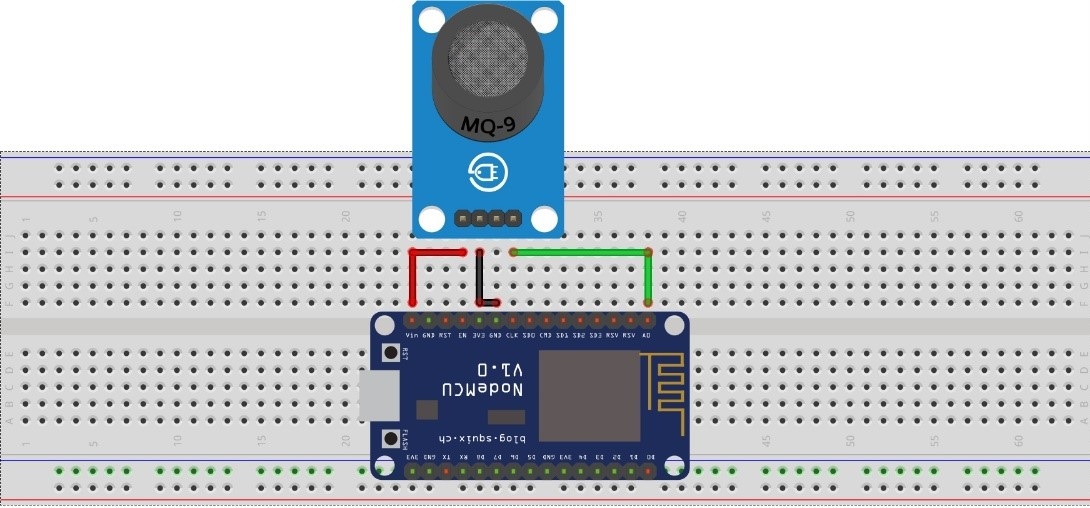 MQ-9
1 5 10 15 20 35 40 45 50 55 60
J J
I I
H H
G G
F F
Vin GND RST EN 3V3 GND CLK SD0 CMD SD1 SD2 SD3 RSV RSV A0
RST
NodeMCU
V1.0
blog.squix.ch
FLASH
3V3 GND TX RX D8 D7 D6 D5 GND 3V3 D4 D3 D2 D1 D0
E E
D D
C C
B B
A A
1 5 10 15 20 45 50 55 60